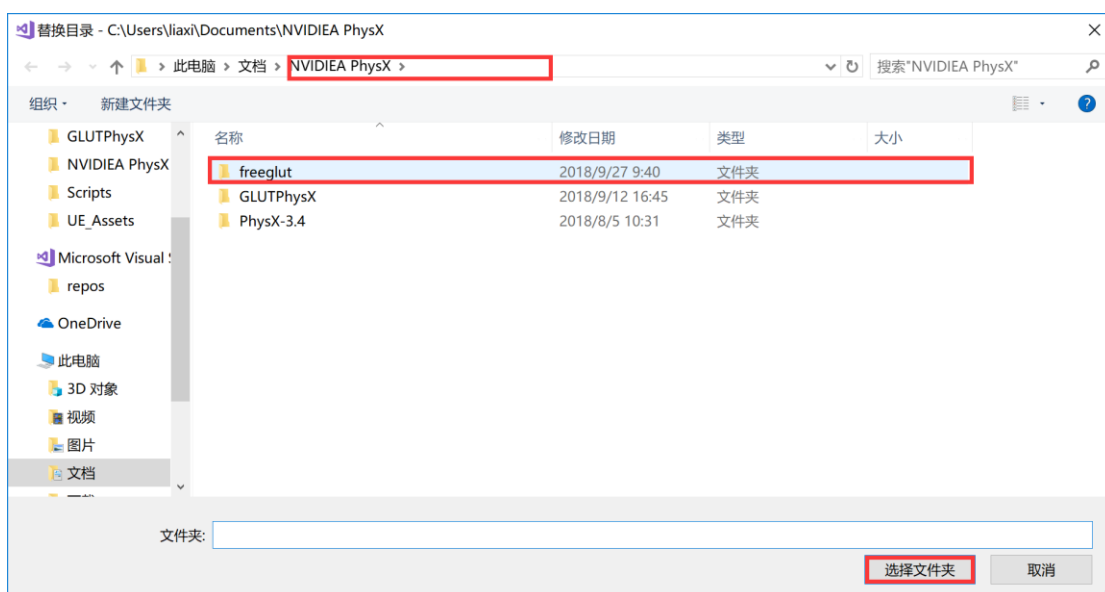 替换目录 - C:\Users\liaxi\Documents\NVIDIEA PhysX
此电脑 › 文档 › NVIDIEA PhysX ›
搜索"NVIDIEA PhysX"
组织
新建文件夹
GLUTPhysX
NVIDIEA PhysX
Scripts
UE_Assets
Microsoft Visual
repos
OneDrive
此电脑
3D 对象
视频
图片
文档
名称 修改日期 类型 大小
freeglut 2018/9/27 9:40 文件夹
GLUTPhysX 2018/9/12 16:45 文件夹
PhysX-3.4 2018/8/5 10:31 文件夹
文件夹:
选择文件夹 取消